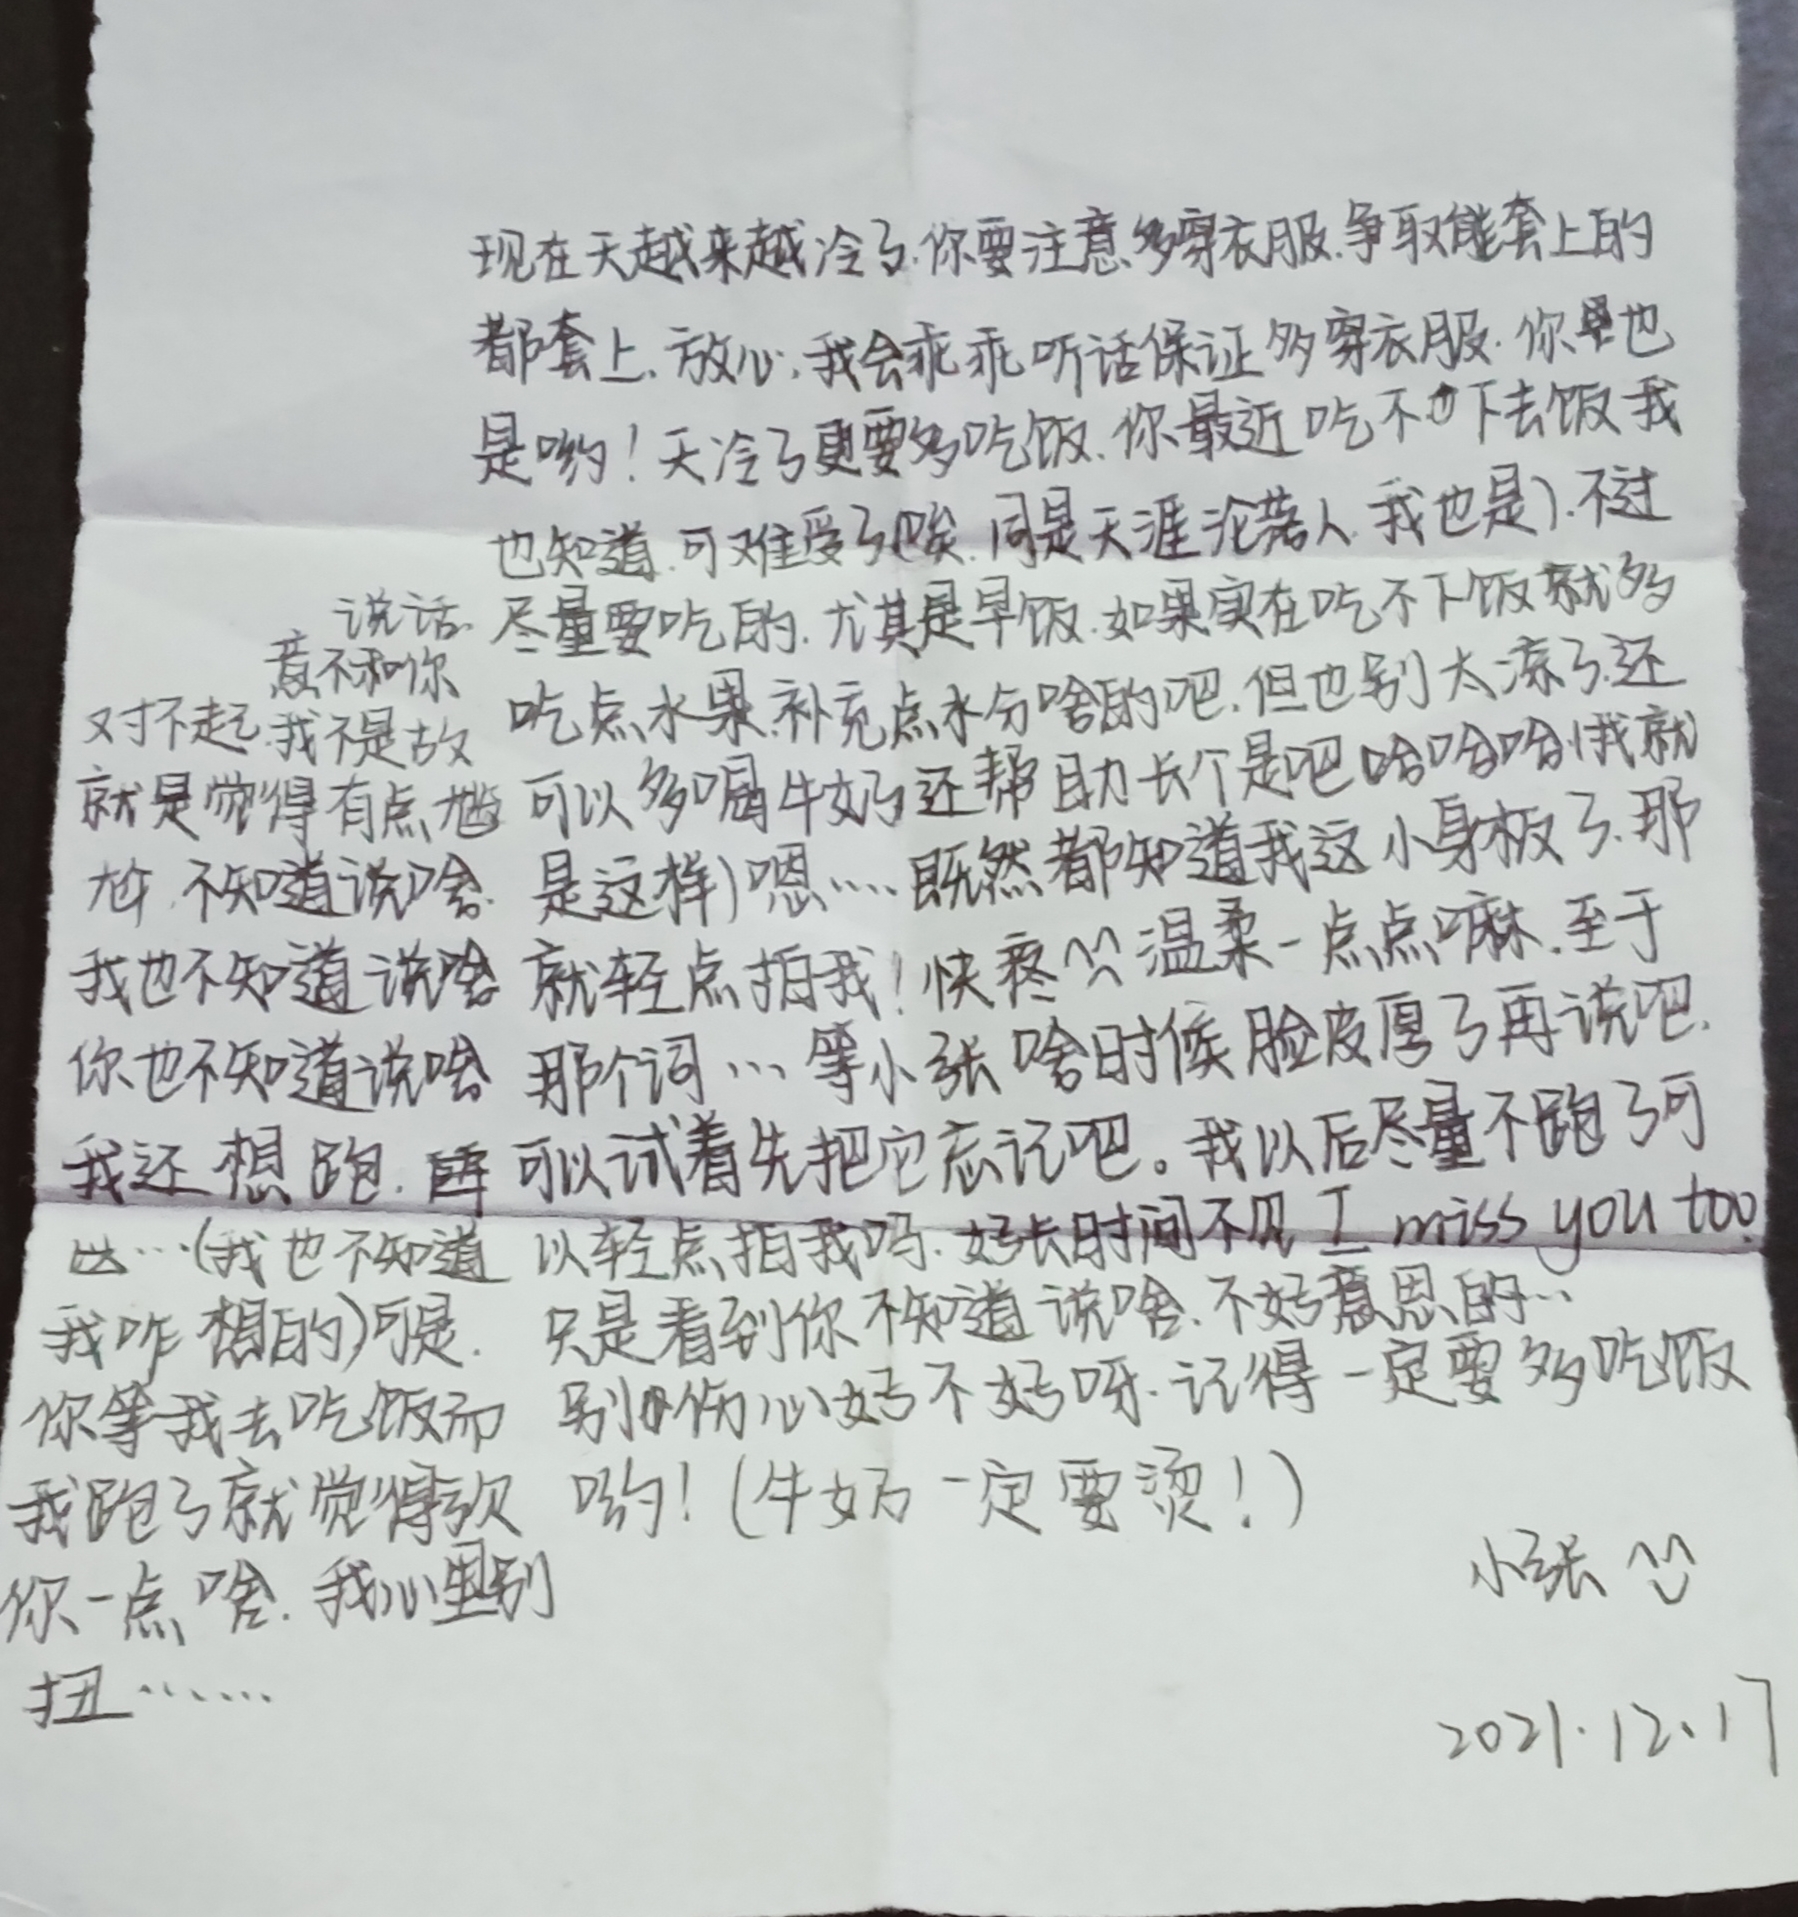 现在天越来越冷了.你要注意多穿衣服.争取能套上的
都套上.放心,我会乖乖听话保证多穿衣服.你也
是哟!天冷了更要多吃饭.你最近吃不下去饭我
也知道.可难受了(唉.同是天涯沦落人.我也是).不过
尽量要吃的.尤其是早饭.如果实在吃不下饭就多
吃点水果.补充点水分啥的吧.但也别太凉了.还
可以多喝牛奶还帮助长个是吧哈哈哈(我就
是这样)嗯……既然都知道我这小身板了.那
就轻点拍我!快疼^^温柔一点点嘛.至于
那个词…等小张啥时候脸皮厚了再说吧.
可以试着先把它忘记吧。我以后尽量不跑了可
以轻点拍我吗.好长时间不见 I miss you too.
只是看到你不知道说啥.不好意思的…
别伤心好不好呀.记得一定要多吃饭
哟!(牛奶一定要烫!)
小张 ^^
2021.12.17
说话.
意不和你
对不起.我不是故
就是觉得有点尴
尬.不知道说啥.
我也不知道说啥
你也不知道说啥
我还想跑.
…(我也不知道
我咋想的)可是.
你等我去吃饭而
我跑了就觉得欠
你一点啥.我心里别
扭……